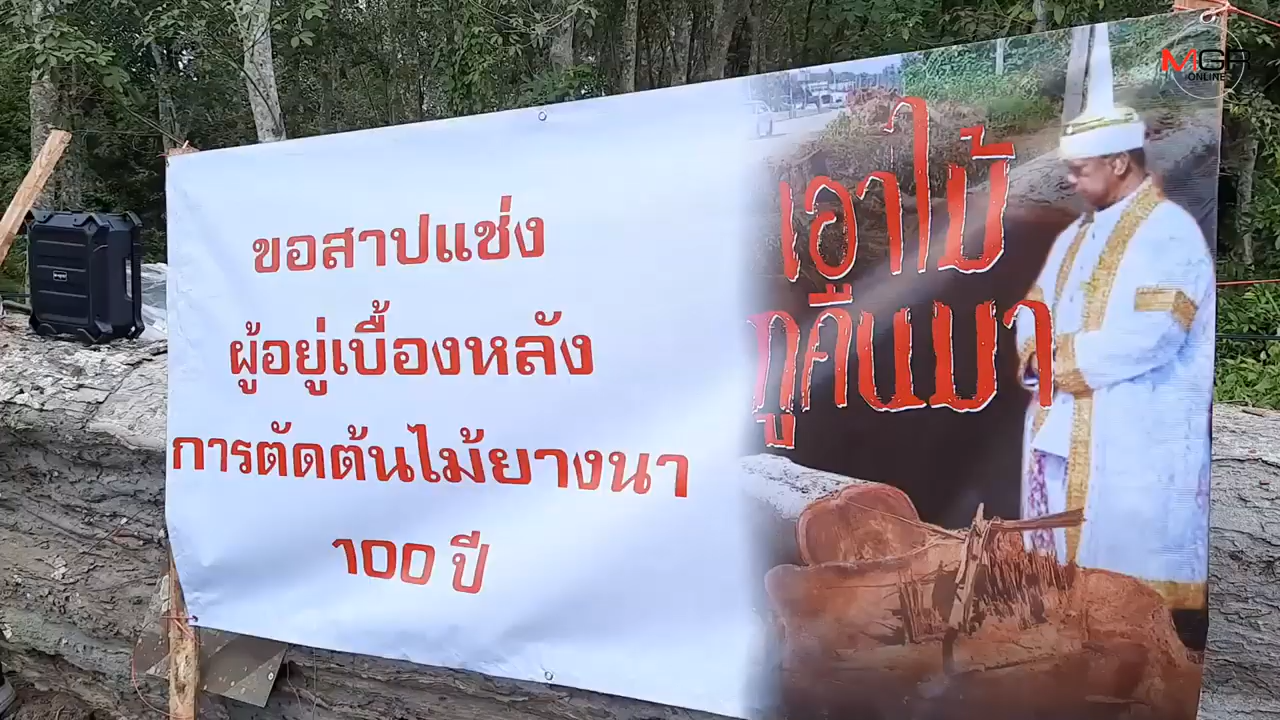 ขอสาปแช่ง
ผู้อยู่เบื้องหลัง
การตัดต้นไม้ยางนา
100 ปี
เอาไม้
กูคืนมา
MGR
ONLINE